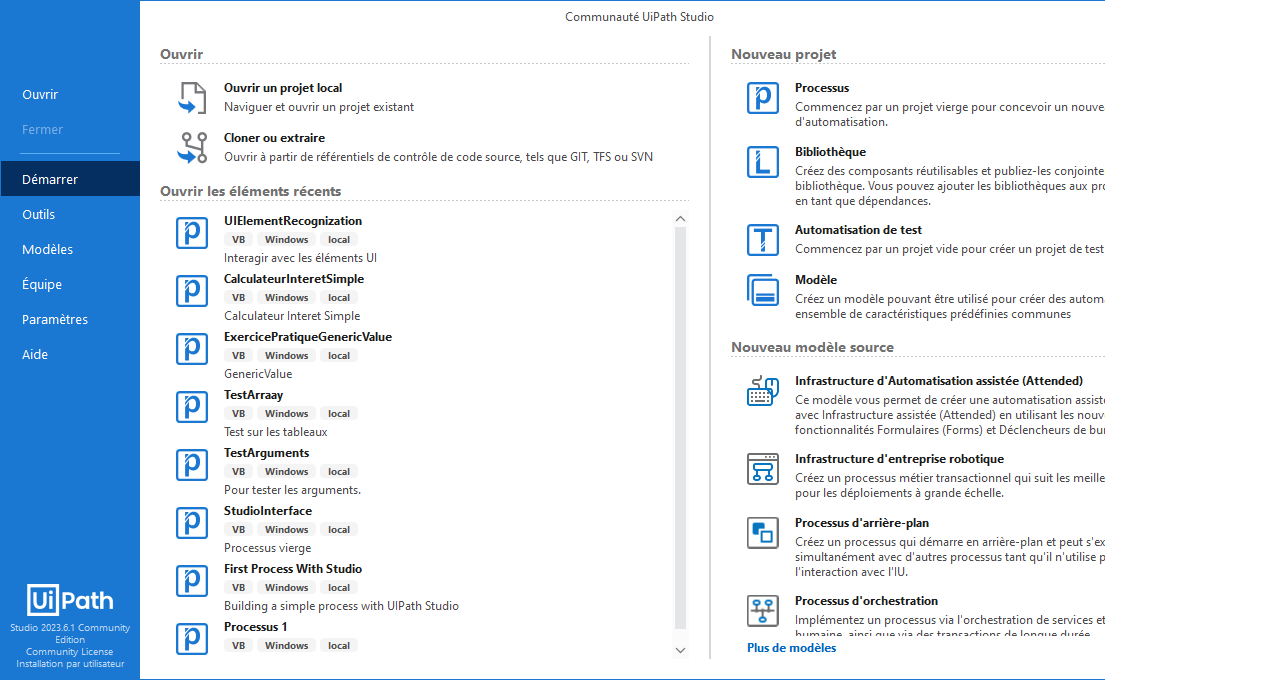 Communauté UiPath Studio
Ouvrir
Fermer
Démarrer
Outils
Modèles
Équipe
Paramètres
Aide
UiPath
Studio 2023.6.1 Community
Edition
Community License
Installation par utilisateur
Ouvrir
Ouvrir un projet local
Naviguer et ouvrir un projet existant
Cloner ou extraire
Ouvrir à partir de référentiels de contrôle de code source, tels que GIT, TFS ou SVN
Ouvrir les éléments récents
UIElementRecognization
VB Windows local
Interagir avec les éléments UI
CalculateurInteretSimple
VB Windows local
Calculateur Interet Simple
ExercicePratiqueGenericValue
VB Windows local
GenericValue
TestArraay
VB Windows local
Test sur les tableaux
TestArguments
VB Windows local
Pour tester les arguments.
StudioInterface
VB Windows local
Processus vierge
First Process With Studio
VB Windows local
Building a simple process with UIPath Studio
Processus 1
VB Windows local
Nouveau projet
Processus
Commencez par un projet vierge pour concevoir un nouve
d'automatisation.
Bibliothèque
Créez des composants réutilisables et publiez-les conjointe
bibliothèque. Vous pouvez ajouter les bibliothèques aux pro
en tant que dépendances.
Automatisation de test
Commencez par un projet vide pour créer un projet de test
Modèle
Créez un modèle pouvant être utilisé pour créer des autom
ensemble de caractéristiques prédéfinies communes
Nouveau modèle source
Infrastructure d'Automatisation assistée (Attended)
Ce modèle vous permet de créer une automatisation assist
avec Infrastructure assistée (Attended) en utilisant les nouv
fonctionnalités Formulaires (Forms) et Déclencheurs de bu
Infrastructure d'entreprise robotique
Créez un processus métier transactionnel qui suit les meille
pour les déploiements à grande échelle.
Processus d'arrière-plan
Créez un processus qui démarre en arrière-plan et peut s'ex
simultanément avec d'autres processus tant qu'il n'utilise p
l'interaction avec l'IU.
Processus d'orchestration
Implémentez un processus via l'orchestration de services et
humaine, ainsi que via des transactions de longue durée
Plus de modèles